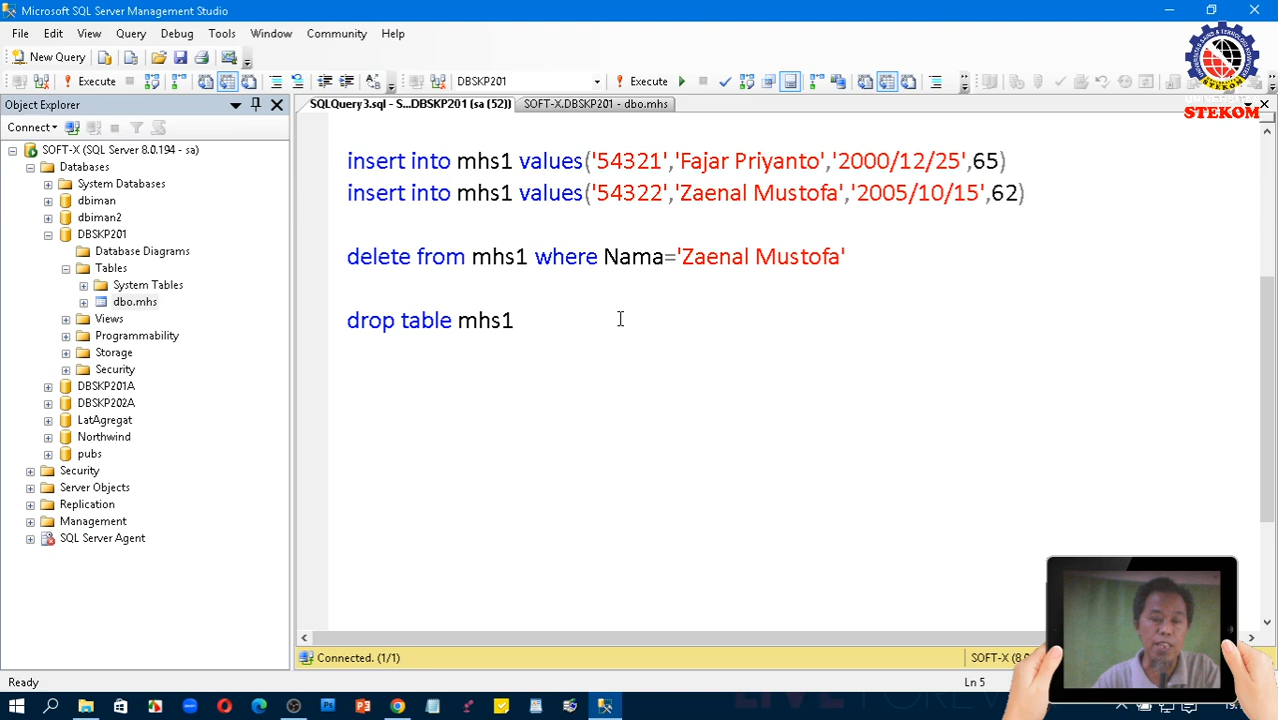 Microsoft SQL Server Management Studio
File Edit View Query Debug Tools Window Community Help
New Query
Execute DBSKP201 Execute
Object Explorer
SQLQuery3.sql - S...DBSKP201 (sa (52)) SOFT-X.DBSKP201 - dbo.mhs
STEKOM
Connect
SOFT-X (SQL Server 8.0.194 - sa)
Databases
System Databases
dbiman
dbiman2
DBSKP201
Database Diagrams
Tables
System Tables
dbo.mhs
Views
Programmability
Storage
Security
DBSKP201A
DBSKP202A
LatAgregat
Northwind
pubs
Security
Server Objects
Replication
Management
SQL Server Agent
insert into mhs1 values('54321','Fajar Priyanto','2000/12/25',65)
insert into mhs1 values('54322','Zaenal Mustofa','2005/10/15',62)
delete from mhs1 where Nama='Zaenal Mustofa'
drop table mhs1
Connected. (1/1)
SOFT-X (8.0
Ready
Ln 5